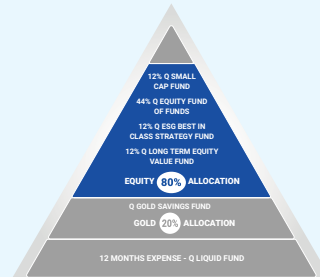 12% Q SMALL
CAP FUND
44% Q EQUITY FUND
OF FUNDS
12% Q ESG BEST IN
CLASS STRATEGY FUND
12% Q LONG TERM EQUITY
VALUE FUND
EQUITY 80% ALLOCATION
Q GOLD SAVINGS FUND
GOLD 20% ALLOCATION
12 MONTHS EXPENSE - Q LIQUID FUND